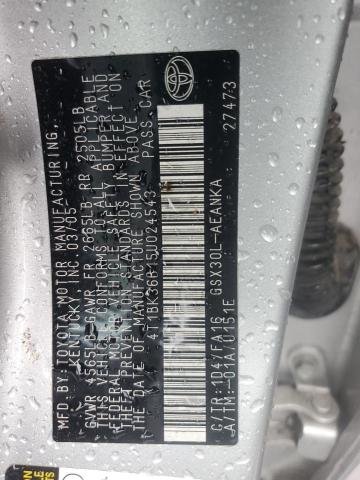 MFD.BY:TOYOTA MOTOR MANUFACTURING,
KENTUCKY,INC.03/05
GVWR 4565LB GAWR FR 2665LB RR 2505LB
THIS VEHICLE CONFORMS TO ALL APPLICABLE
FEDERAL MOTOR VEHICLE SAFETY, BUMPER AND
THEFT PREVENTION STANDARDS IN EFFECT ON
THE DATE OF MANUFACTURE SHOWN ABOVE.
4T1BK36B15U024543 PASS.CAR
GSX30L-AEANKA
C/TR:1D4/FA16
A/TM:-01A/U151E
27473